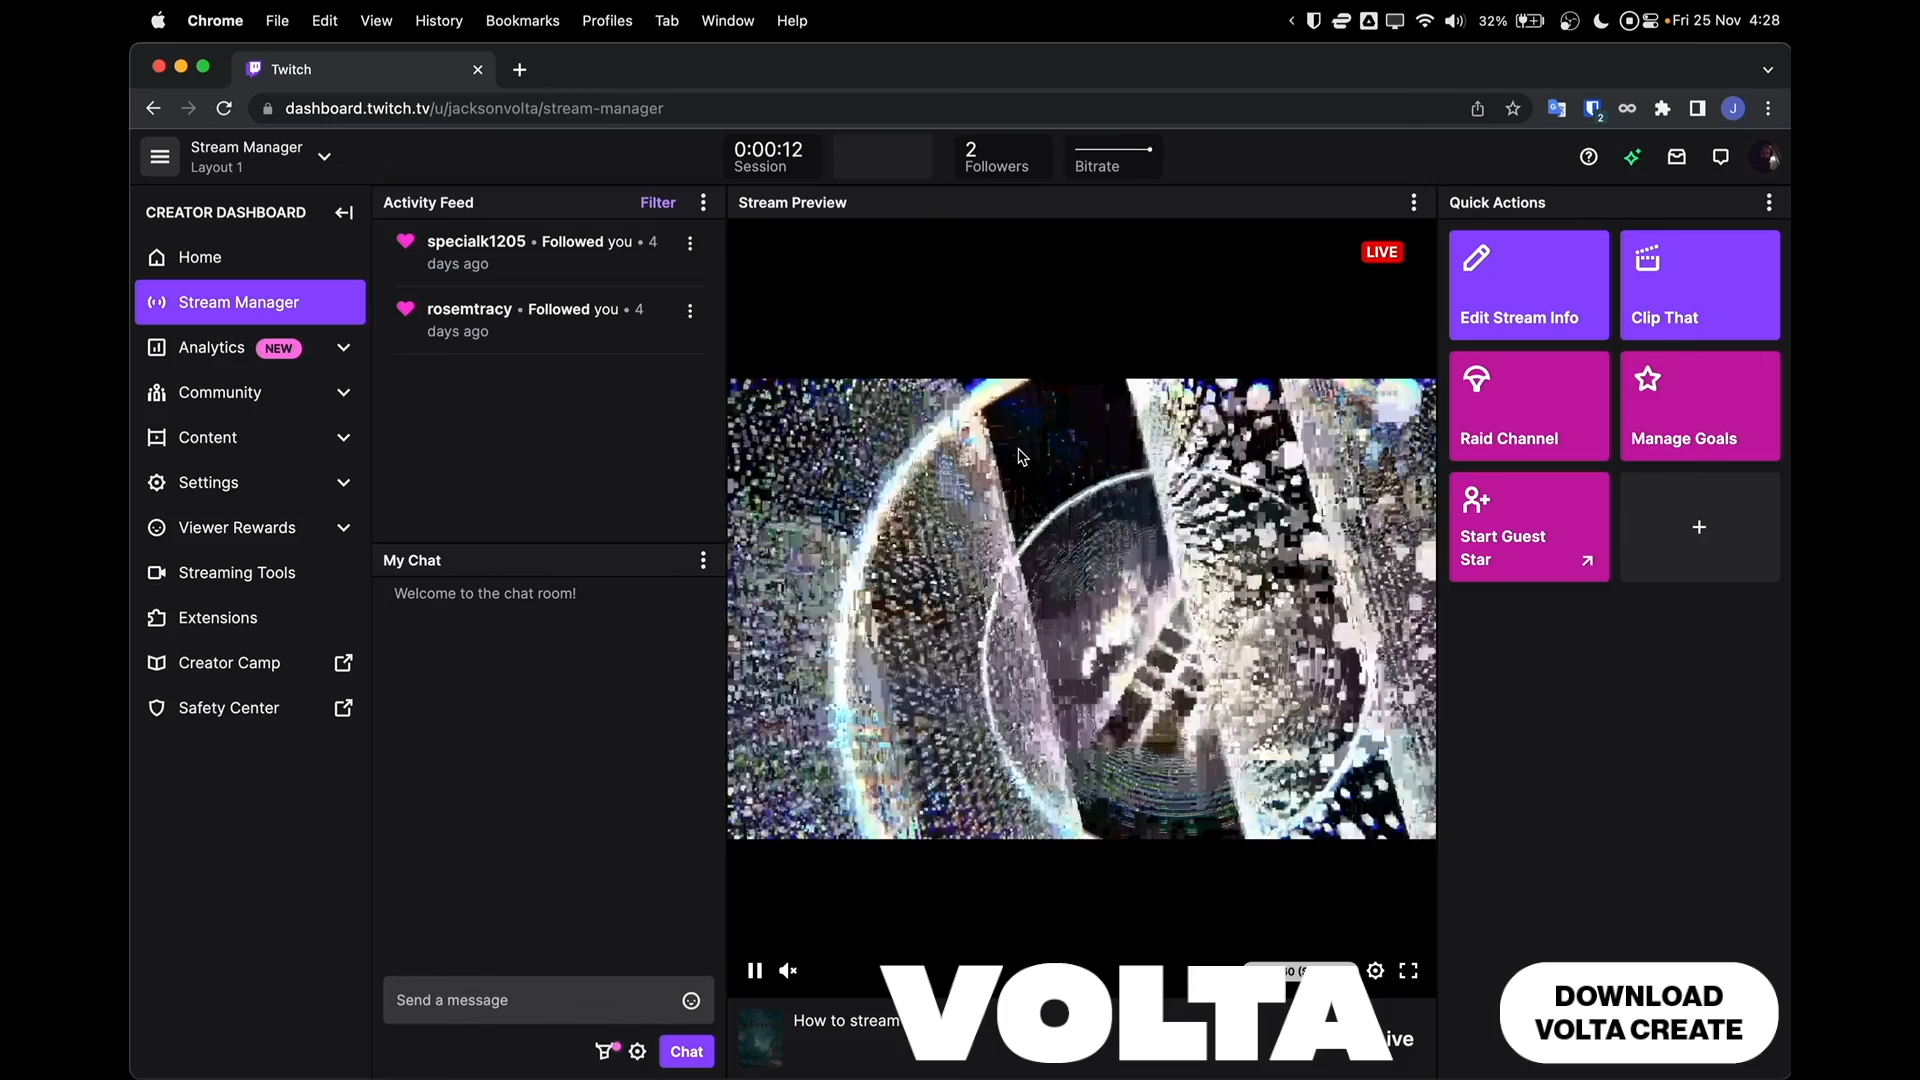 Chrome File Edit View History Bookmarks Profiles Tab Window Help 32% Fri 25 Nov 4:28
Twitch
dashboard.twitch.tv/u/jacksonvolta/stream-manager
2
J
Stream Manager
Layout 1
0:00:12
Session
2
Followers
Bitrate
CREATOR DASHBOARD
Home
Stream Manager
Analytics NEW
Community
Content
Settings
Viewer Rewards
Streaming Tools
Extensions
Creator Camp
Safety Center
Activity Feed Filter
specialk1205 • Followed you • 4
days ago
rosemtracy • Followed you • 4
days ago
My Chat
Welcome to the chat room!
Send a message
Chat
Stream Preview
LIVE
How to stream
VOLTA
Quick Actions
Edit Stream Info
Clip That
Raid Channel
Manage Goals
Start Guest
Star
+
DOWNLOAD
VOLTA CREATE